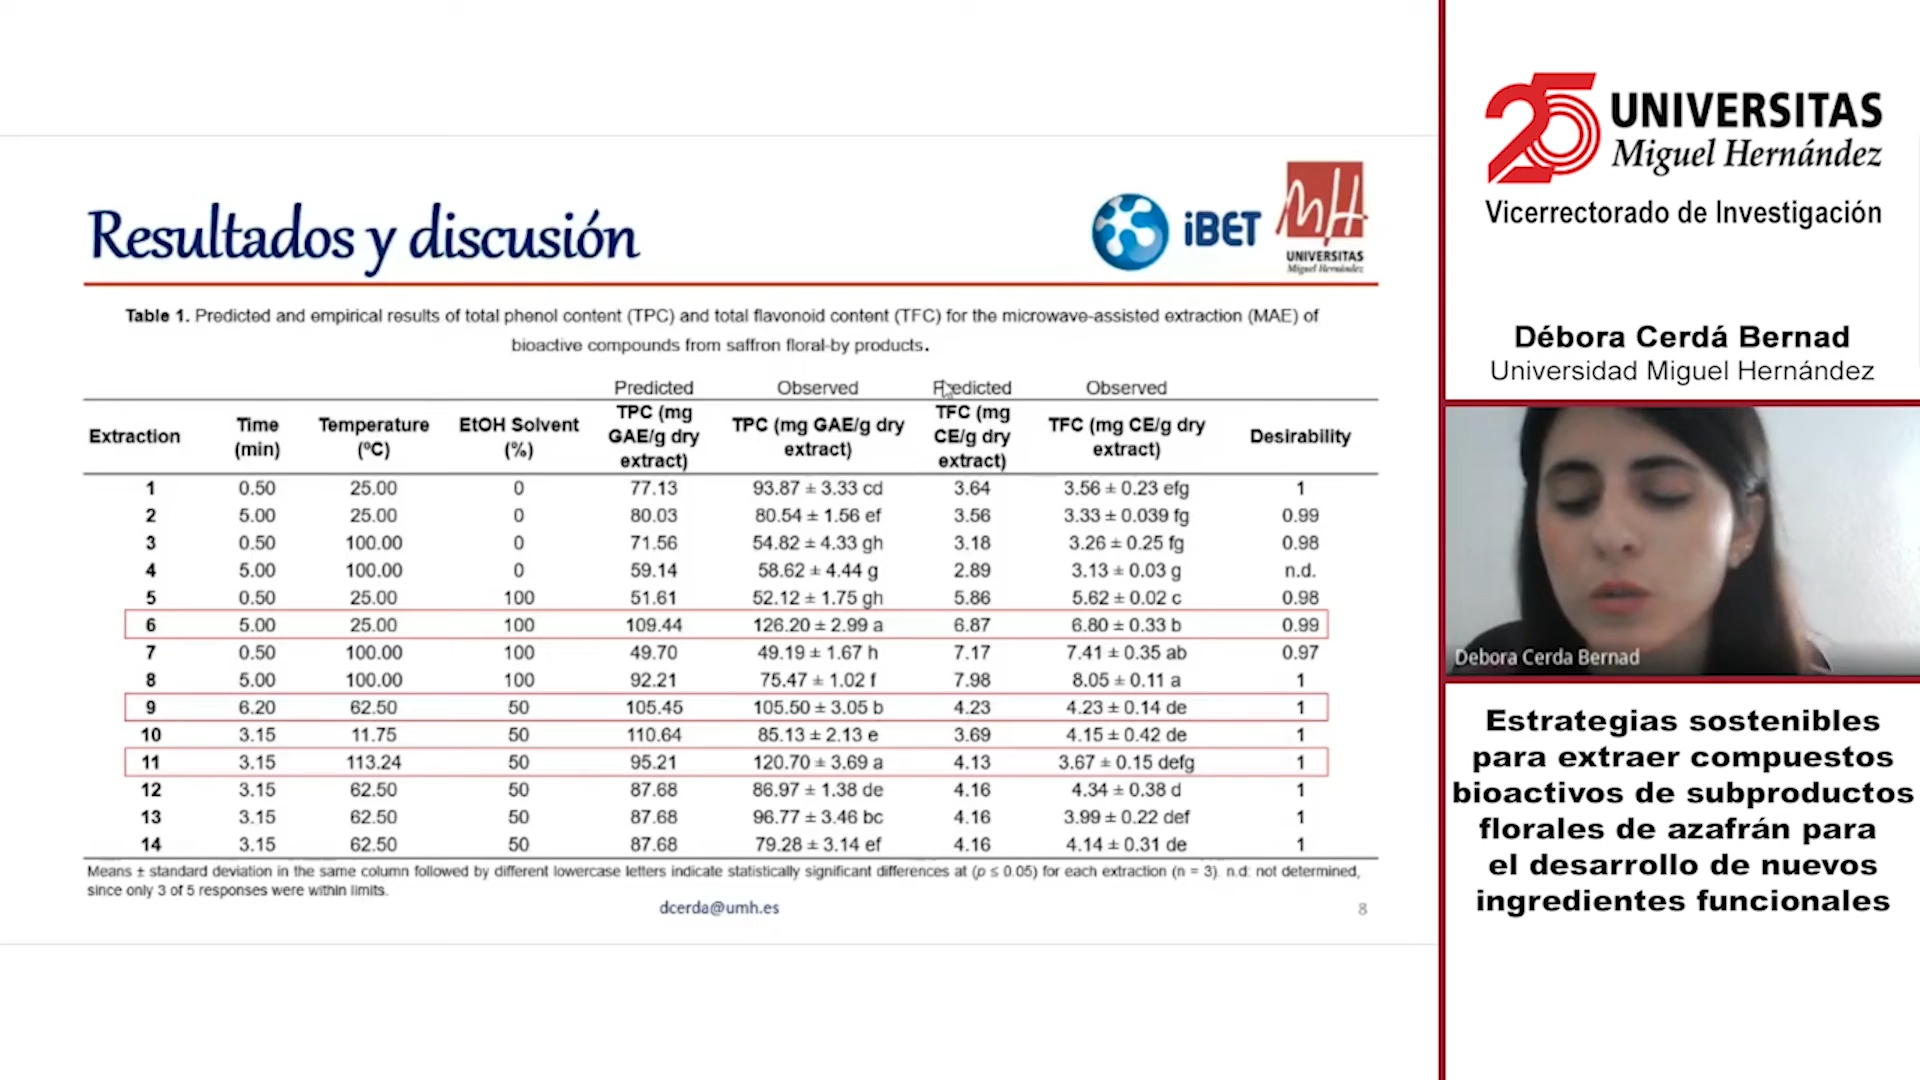 Resultados y discusión
iBET
UNIVERSITAS
Miguel Hernández
Table 1. Predicted and empirical results of total phenol content (TPC) and total flavonoid content (TFC) for the microwave-assisted extraction (MAE) of
bioactive compounds from saffron floral-by products.
Predicted Observed Predicted Observed
Extraction Time (min) Temperature (ºC) EtOH Solvent (%) TPC (mg GAE/g dry extract) TPC (mg GAE/g dry extract) TFC (mg CE/g dry extract) TFC (mg CE/g dry extract) Desirability
1 0.50 25.00 0 77.13 93.87 ± 3.33 cd 3.64 3.56 ± 0.23 efg 1
2 5.00 25.00 0 80.03 80.54 ± 1.56 ef 3.56 3.33 ± 0.039 fg 0.99
3 0.50 100.00 0 71.56 54.82 ± 4.33 gh 3.18 3.26 ± 0.25 fg 0.98
4 5.00 100.00 0 59.14 58.62 ± 4.44 g 2.89 3.13 ± 0.03 g n.d.
5 0.50 25.00 100 51.61 52.12 ± 1.75 gh 5.86 5.62 ± 0.02 c 0.98
6 5.00 25.00 100 109.44 126.20 ± 2.99 a 6.87 6.80 ± 0.33 b 0.99
7 0.50 100.00 100 49.70 49.19 ± 1.67 h 7.17 7.41 ± 0.35 ab 0.97
8 5.00 100.00 100 92.21 75.47 ± 1.02 f 7.98 8.05 ± 0.11 a 1
9 6.20 62.50 50 105.45 105.50 ± 3.05 b 4.23 4.23 ± 0.14 de 1
10 3.15 11.75 50 110.64 85.13 ± 2.13 e 3.69 4.15 ± 0.42 de 1
11 3.15 113.24 50 95.21 120.70 ± 3.69 a 4.13 3.67 ± 0.15 defg 1
12 3.15 62.50 50 87.68 86.97 ± 1.38 de 4.16 4.34 ± 0.38 d 1
13 3.15 62.50 50 87.68 96.77 ± 3.46 bc 4.16 3.99 ± 0.22 def 1
14 3.15 62.50 50 87.68 79.28 ± 3.14 ef 4.16 4.14 ± 0.31 de 1
Means ± standard deviation in the same column followed by different lowercase letters indicate statistically significant differences at (p ≤ 0.05) for each extraction (n = 3). n.d: not determined,
since only 3 of 5 responses were within limits.
dcerda@umh.es
8
25 UNIVERSITAS
Miguel Hernández
Vicerrectorado de Investigación
Débora Cerdá Bernad
Universidad Miguel Hernández
Debora Cerda Bernad
Estrategias sostenibles
para extraer compuestos
bioactivos de subproductos
florales de azafrán para
el desarrollo de nuevos
ingredientes funcionales